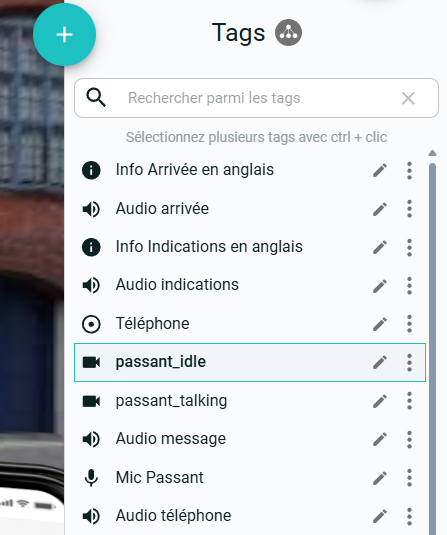 Tags
Rechercher parmi les tags
Sélectionnez plusieurs tags avec ctrl + clic
Info Arrivée en anglais
Audio arrivée
Info Indications en anglais
Audio indications
Téléphone
passant_idle
passant_talking
Audio message
Mic Passant
Audio téléphone